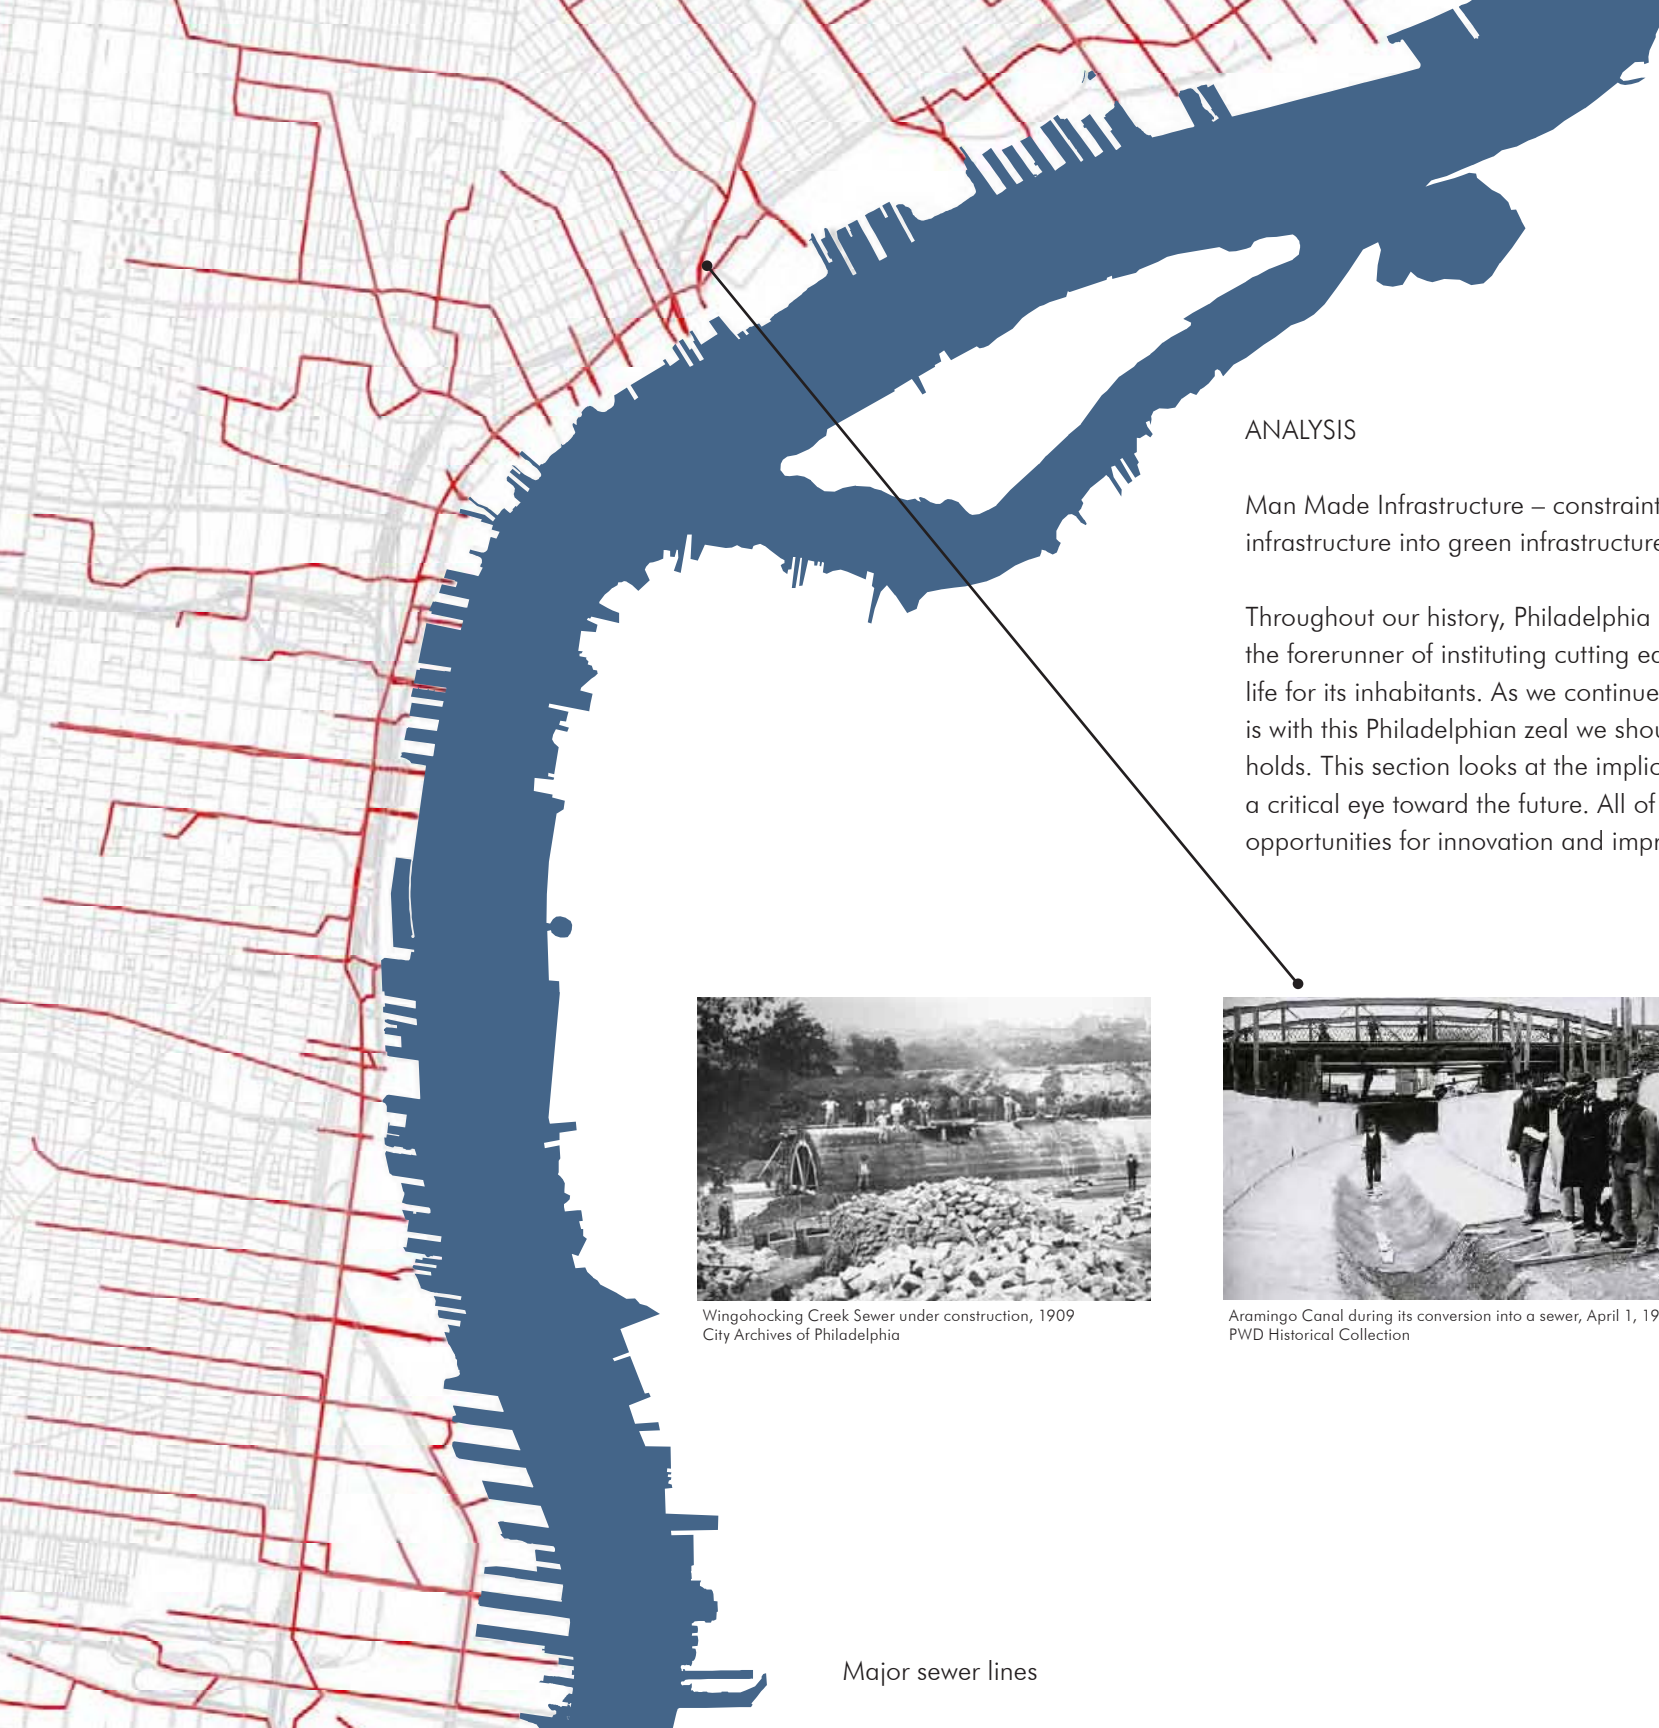 ANALYSIS
Man Made Infrastructure – constraint
infrastructure into green infrastructure
Throughout our history, Philadelphia
the forerunner of instituting cutting
life for its inhabitants. As we continue
is with this Philadelphian zeal we
holds. This section looks at the
a critical eye toward the future. All of
opportunities for innovation and
Wingohocking Creek Sewer under construction, 1909
City Archives of Philadelphia
Aramingo Canal during its conversion into a sewer, April 1, 19
PWD Historical Collection
Major sewer lines